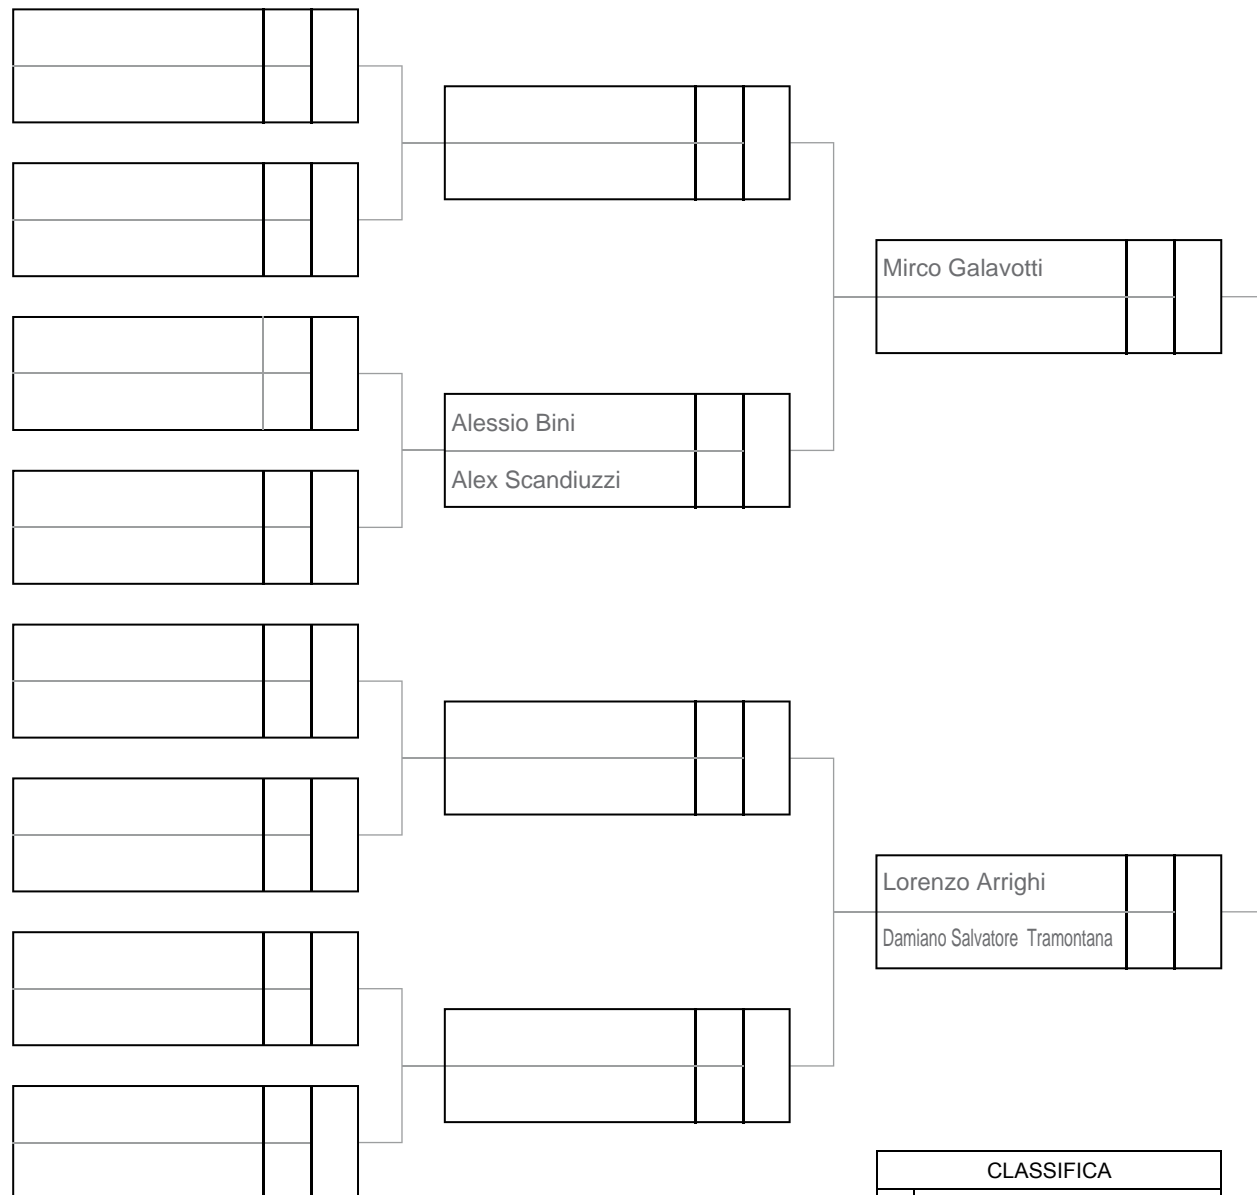 Mirco Galavotti
Alessio Bini
Alex Scandiuzzi
Lorenzo Arrighi
Damiano Salvatore Tramontana
CLASSIFICA